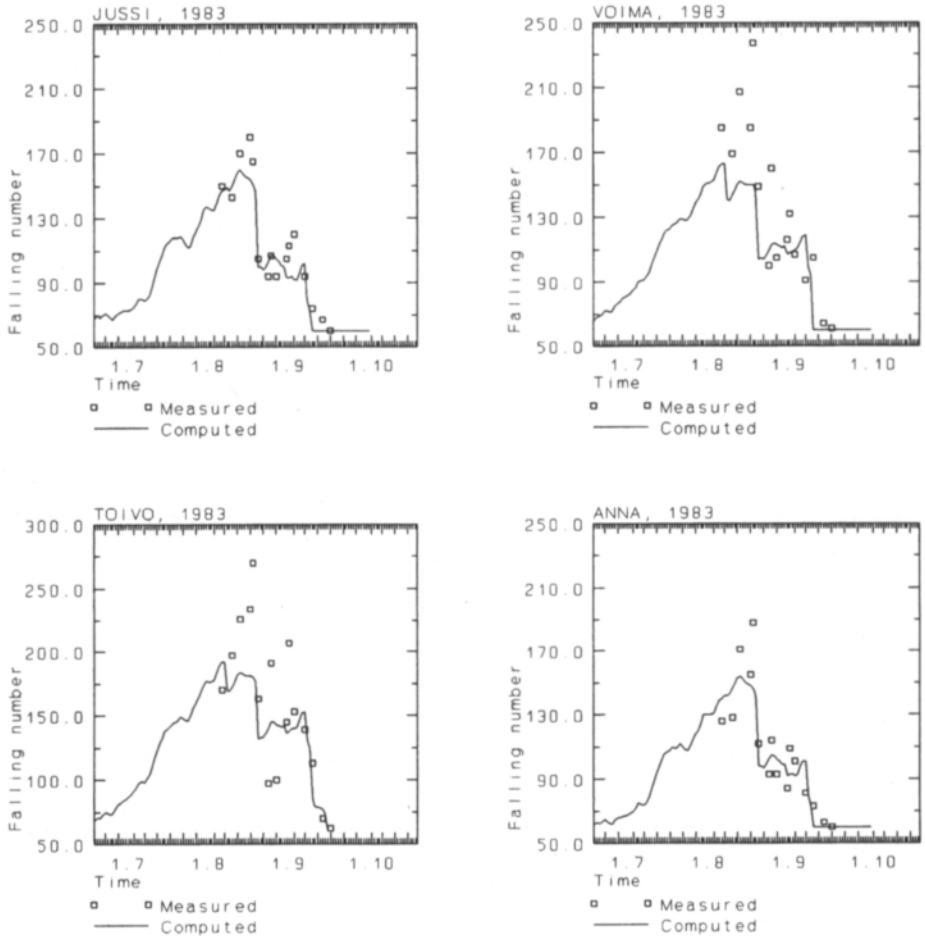 JUSSI, 1983
250.0
210.0
170.0
130.0
90.0
50.0
Falling number
1.7 1.8 1.9 1.10
Time
Measured
Computed
VOIMA, 1983
250.0
210.0
170.0
130.0
90.0
50.0
Falling number
1.7 1.8 1.9 1.10
Time
Measured
Computed
TOIVO, 1983
300.0
250.0
200.0
150.0
100.0
50.0
Falling number
1.7 1.8 1.9 1.10
Time
Measured
Computed
ANNA, 1983
250.0
210.0
170.0
130.0
90.0
50.0
Falling number
1.7 1.8 1.9 1.10
Time
Measured
Computed